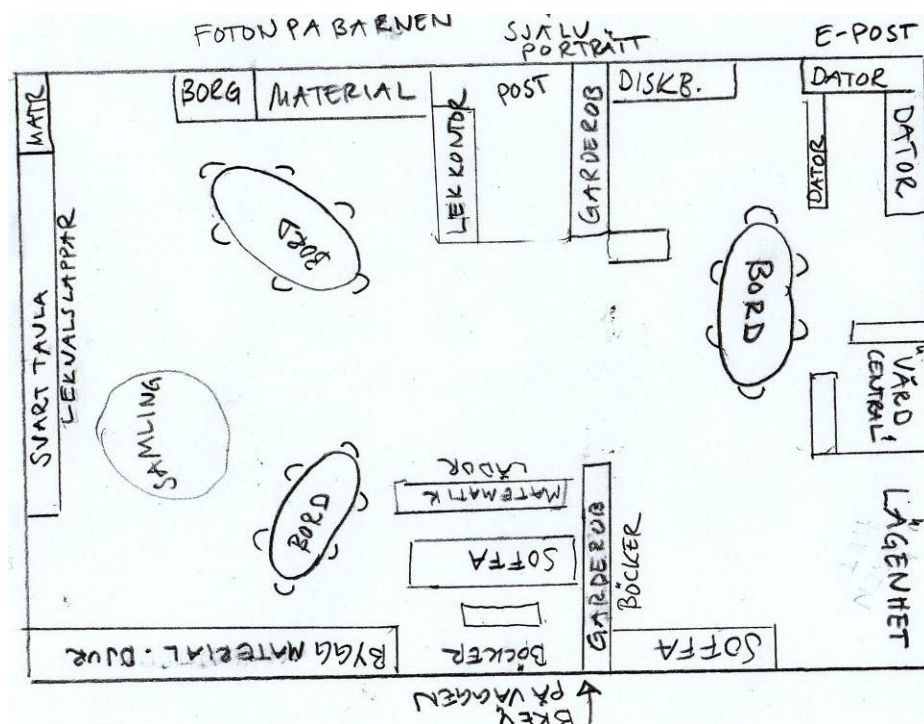 FOTON PÅ BARNEN
SJÄLV
PORTRÄTT
E-POST
MATR
BORG
MATERIAL
LEKKONTOR
POST
GARDEROB
DISKB.
DATOR
DATOR
DATOR
SVART TAVLA
LEKVALSLAPPAR
BORD
BORD
SAMLING
VÅRD
CENTRAL
BORD
MATEMATIK
LÅDOR
SOFFA
GARDEROB
BÖCKER
LÄGENHET
BYGG MATERIAL - DJUR
BÖCKER
SOFFA
BREV
PÅ VÄGGEN